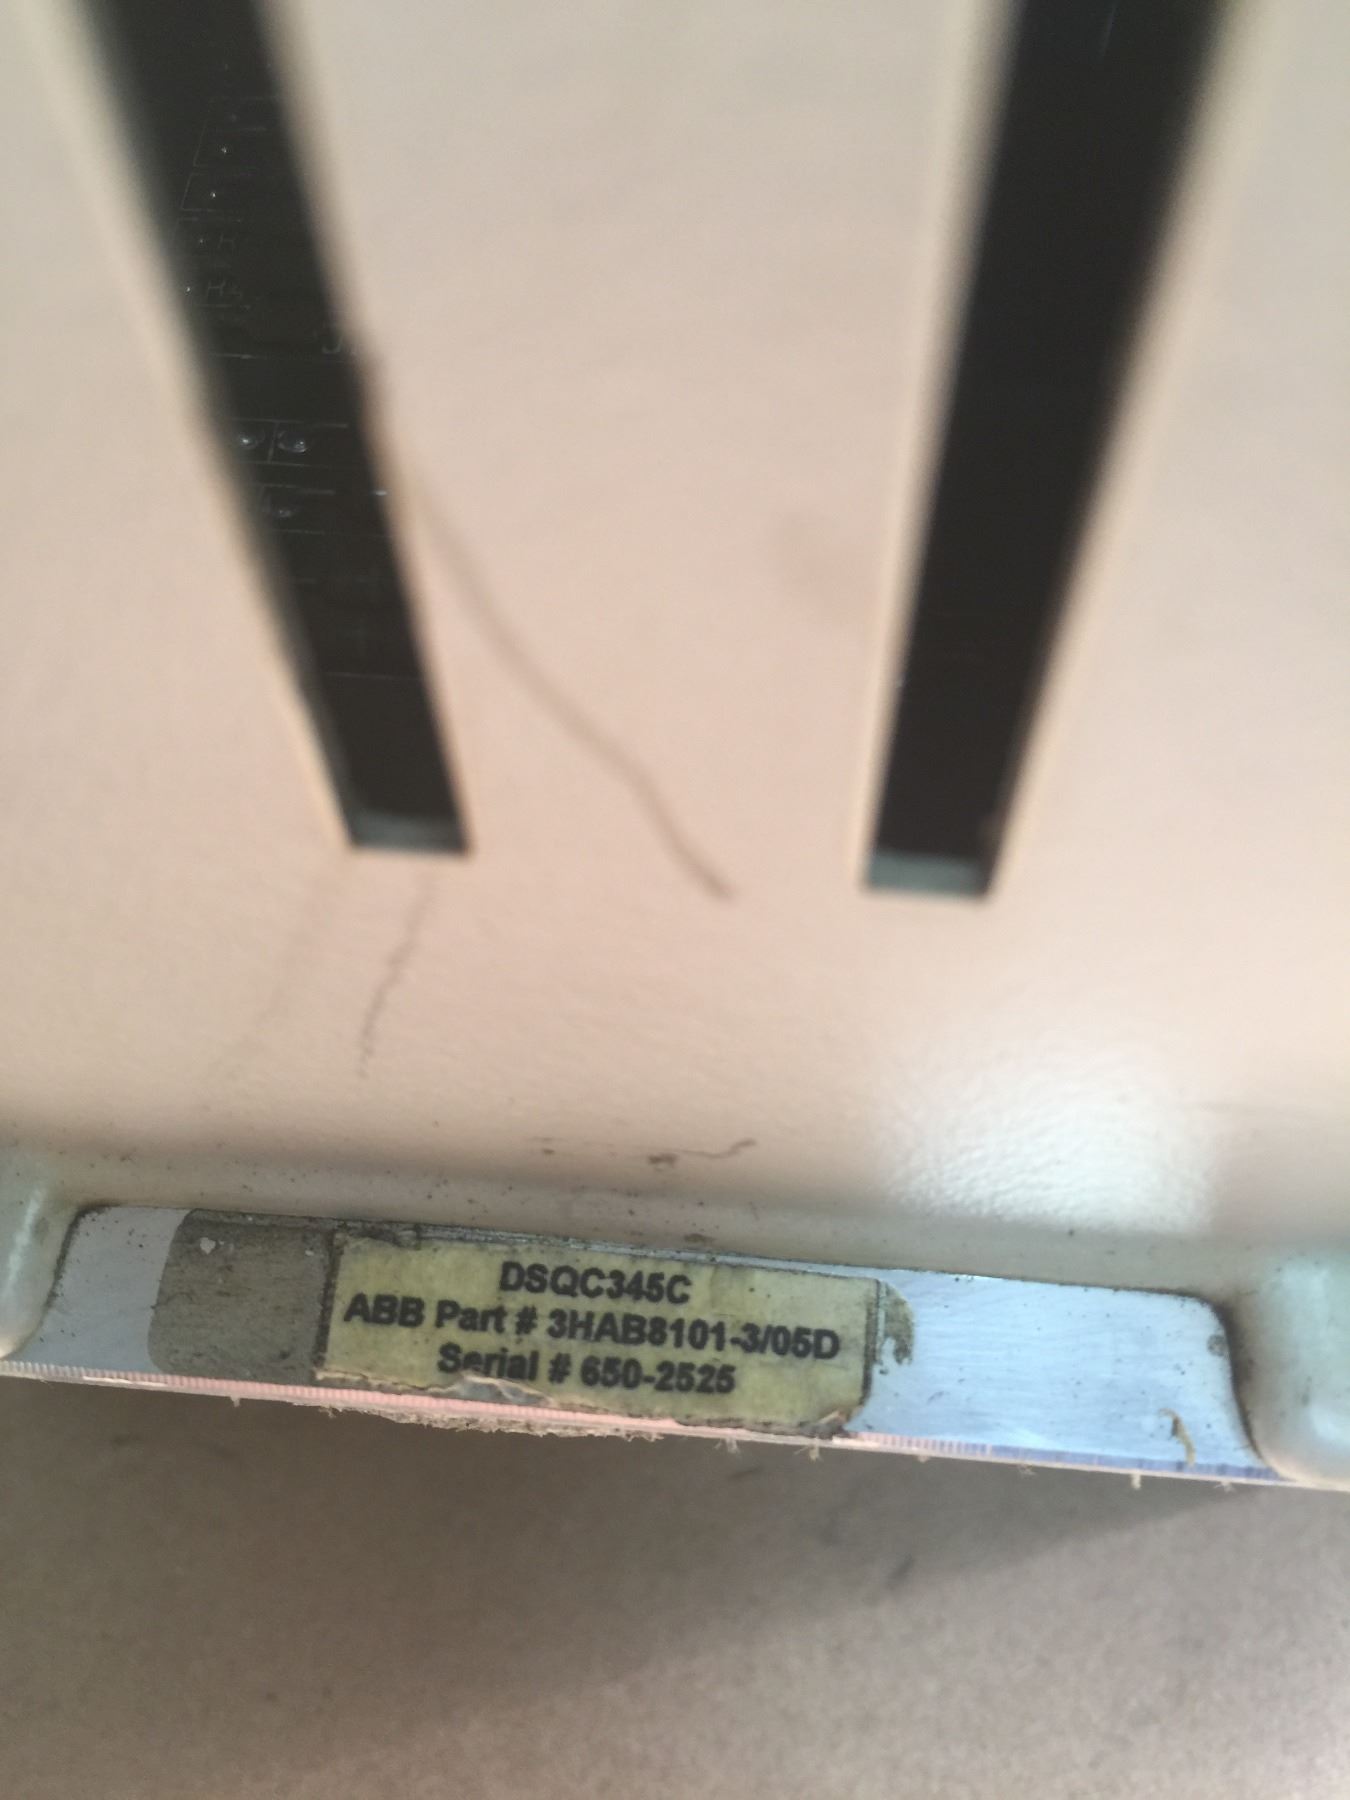 DSQC345C
ABB Part # 3HAB8101-3/05D
Serial # 650-2525